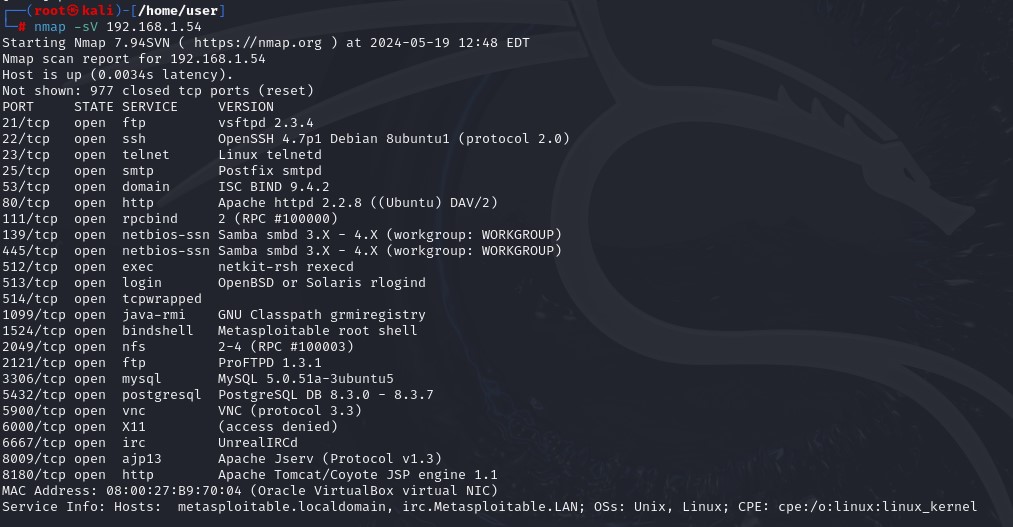 ┌──(root㉿kali)-[/home/user]
└─# nmap -sV 192.168.1.54
Starting Nmap 7.94SVN ( https://nmap.org ) at 2024-05-19 12:48 EDT
Nmap scan report for 192.168.1.54
Host is up (0.0034s latency).
Not shown: 977 closed tcp ports (reset)
PORT     STATE SERVICE     VERSION
21/tcp   open  ftp         vsftpd 2.3.4
22/tcp   open  ssh         OpenSSH 4.7p1 Debian 8ubuntu1 (protocol 2.0)
23/tcp   open  telnet      Linux telnetd
25/tcp   open  smtp        Postfix smtpd
53/tcp   open  domain      ISC BIND 9.4.2
80/tcp   open  http        Apache httpd 2.2.8 ((Ubuntu) DAV/2)
111/tcp  open  rpcbind     2 (RPC #100000)
139/tcp  open  netbios-ssn Samba smbd 3.X - 4.X (workgroup: WORKGROUP)
445/tcp  open  netbios-ssn Samba smbd 3.X - 4.X (workgroup: WORKGROUP)
512/tcp  open  exec        netkit-rsh rexecd
513/tcp  open  login       OpenBSD or Solaris rlogind
514/tcp  open  tcpwrapped
1099/tcp open  java-rmi    GNU Classpath grmiregistry
1524/tcp open  bindshell   Metasploitable root shell
2049/tcp open  nfs         2-4 (RPC #100003)
2121/tcp open  ftp         ProFTPD 1.3.1
3306/tcp open  mysql       MySQL 5.0.51a-3ubuntu5
5432/tcp open  postgresql  PostgreSQL DB 8.3.0 - 8.3.7
5900/tcp open  vnc         VNC (protocol 3.3)
6000/tcp open  X11         (access denied)
6667/tcp open  irc         UnrealIRCd
8009/tcp open  ajp13       Apache Jserv (Protocol v1.3)
8180/tcp open  http        Apache Tomcat/Coyote JSP engine 1.1
MAC Address: 08:00:27:B9:70:04 (Oracle VirtualBox virtual NIC)
Service Info: Hosts:  metasploitable.localdomain, irc.Metasploitable.LAN; OSs: Unix, Linux; CPE: cpe:/o:linux:linux_kernel